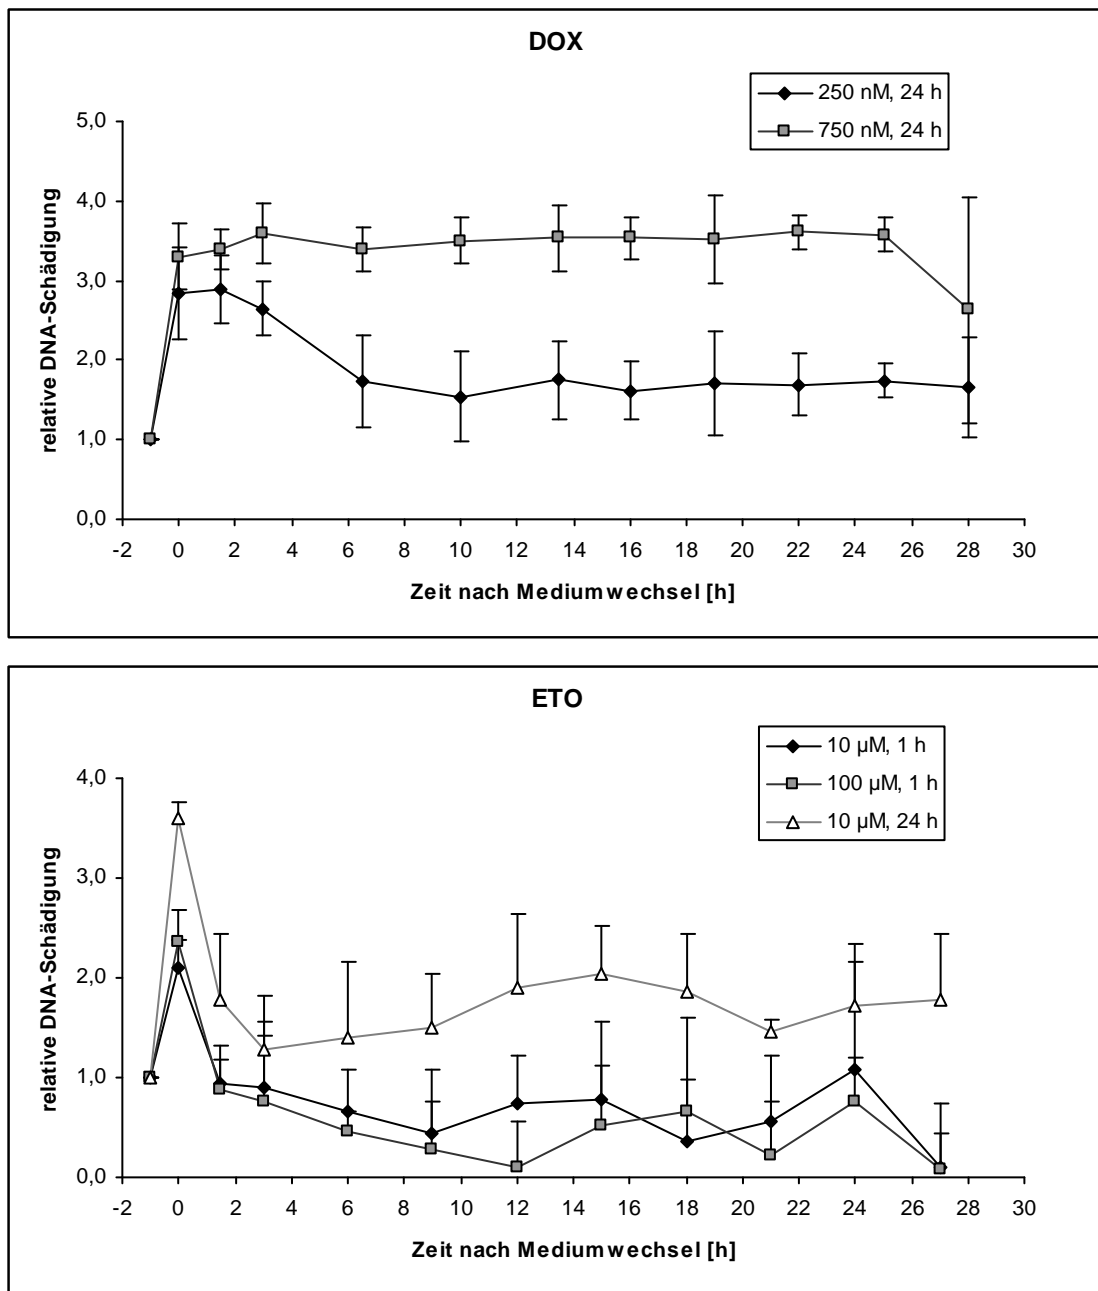 DOX
250 nM, 24 h
750 nM, 24 h
5,0
4,0
3,0
2,0
1,0
0,0
relative DNA-Schädigung
-2 0 2 4 6 8 10 12 14 16 18 20 22 24 26 28 30
Zeit nach Mediumwechsel [h]
ETO
10 µM, 1 h
100 µM, 1 h
10 µM, 24 h
4,0
3,0
2,0
1,0
0,0
relative DNA-Schädigung
-2 0 2 4 6 8 10 12 14 16 18 20 22 24 26 28 30
Zeit nach Mediumwechsel [h]